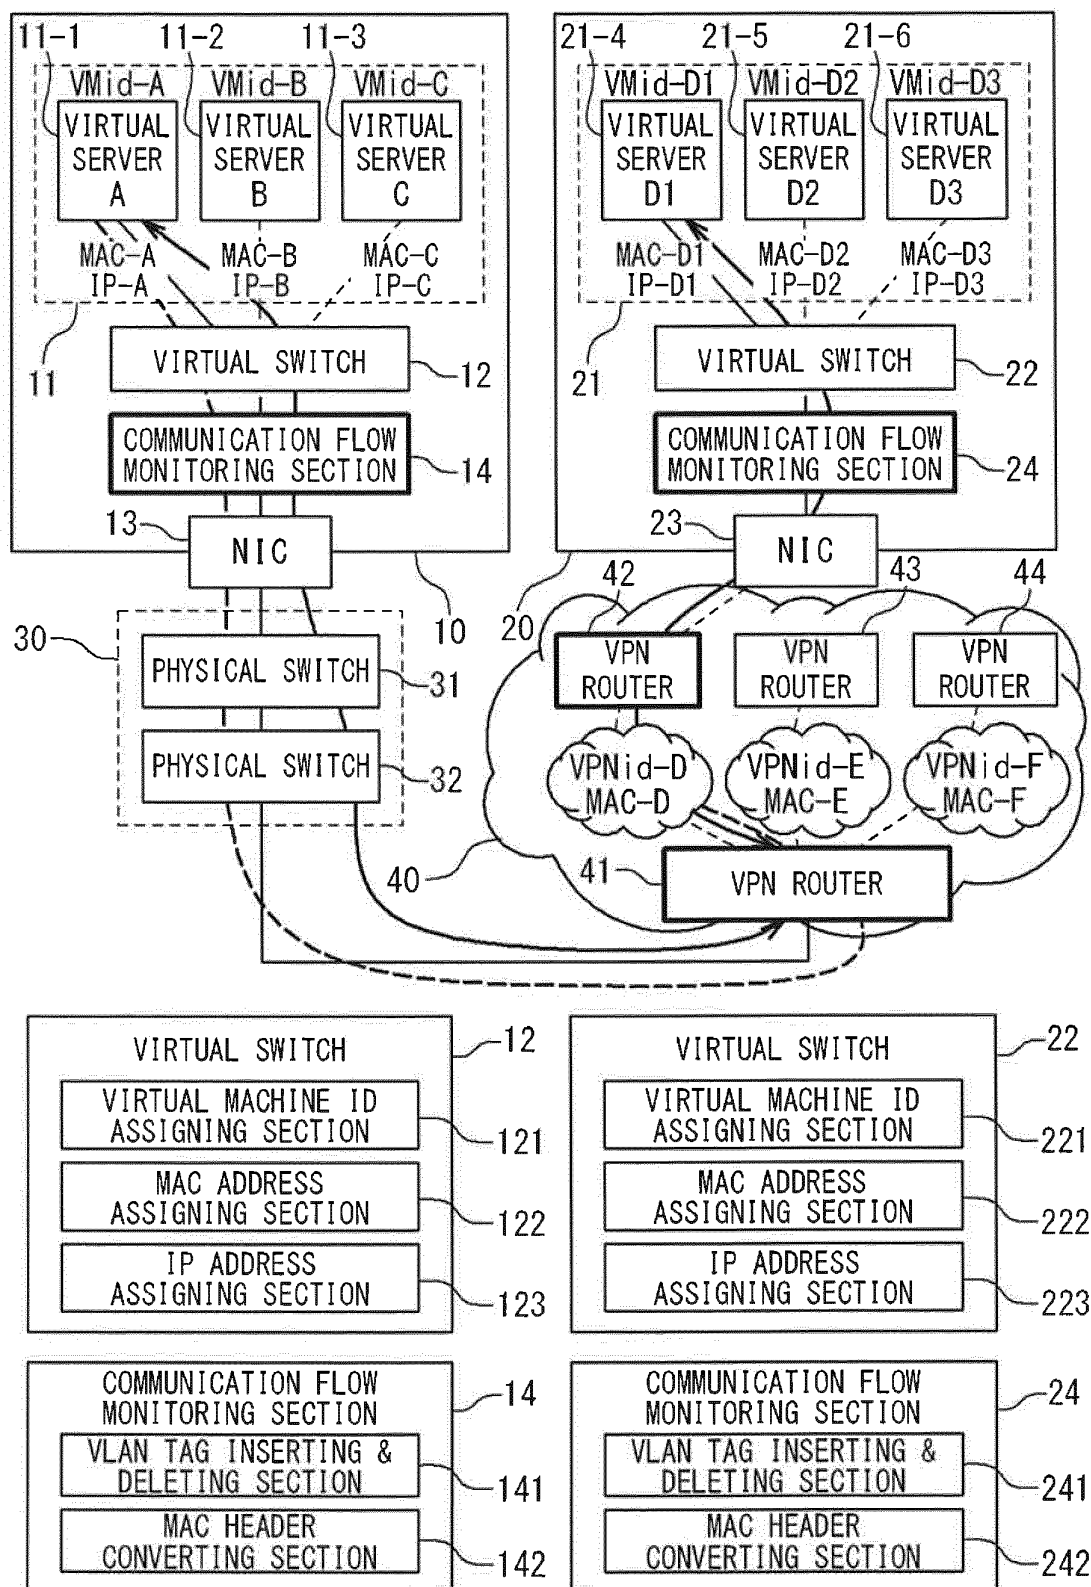 11-1 11-2 11-3
VMid-A VMid-B VMid-C
VIRTUAL SERVER A
VIRTUAL SERVER B
VIRTUAL SERVER C
MAC-A MAC-B MAC-C
IP-A IP-B IP-C
11
VIRTUAL SWITCH
12
COMMUNICATION FLOW
MONITORING SECTION
14
13
NIC
10
21-4 21-5 21-6
VMid-D1 VMid-D2 VMid-D3
VIRTUAL SERVER D1
VIRTUAL SERVER D2
VIRTUAL SERVER D3
MAC-D1 MAC-D2 MAC-D3
IP-D1 IP-D2 IP-D3
21
VIRTUAL SWITCH
22
COMMUNICATION FLOW
MONITORING SECTION
24
23
NIC
20
30
PHYSICAL SWITCH
31
PHYSICAL SWITCH
32
42 43 44
VPN ROUTER
VPN ROUTER
VPN ROUTER
VPNid-D VPNid-E VPNid-F
MAC-D MAC-E MAC-F
40
41
VPN ROUTER
VIRTUAL SWITCH
12
VIRTUAL MACHINE ID
ASSIGNING SECTION
121
MAC ADDRESS
ASSIGNING SECTION
122
IP ADDRESS
ASSIGNING SECTION
123
VIRTUAL SWITCH
22
VIRTUAL MACHINE ID
ASSIGNING SECTION
221
MAC ADDRESS
ASSIGNING SECTION
222
IP ADDRESS
ASSIGNING SECTION
223
COMMUNICATION FLOW
MONITORING SECTION
14
VLAN TAG INSERTING &
DELETING SECTION
141
MAC HEADER
CONVERTING SECTION
142
COMMUNICATION FLOW
MONITORING SECTION
24
VLAN TAG INSERTING &
DELETING SECTION
241
MAC HEADER
CONVERTING SECTION
242